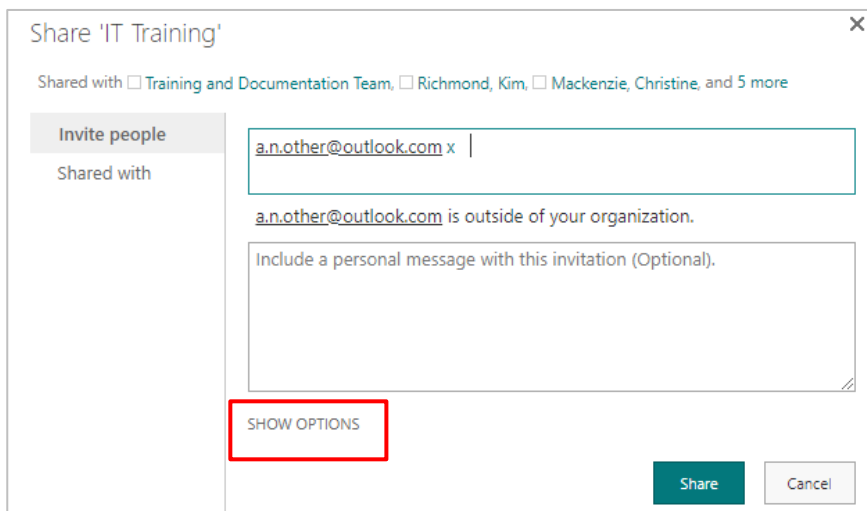 Share 'IT Training'
Shared with Training and Documentation Team, Richmond, Kim, Mackenzie, Christine, and 5 more
Invite people
Shared with
a.n.other@outlook.com x
a.n.other@outlook.com is outside of your organization.
Include a personal message with this invitation (Optional).
SHOW OPTIONS
Share
Cancel